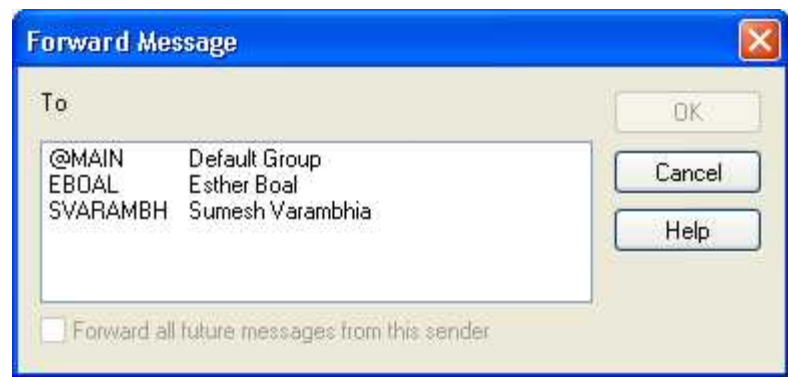 Forward Message
To
OK
@MAIN Default Group
EBOAL Esther Boal
SVARAMBH Sumesh Varambhia
Cancel
Help
Forward all future messages from this sender